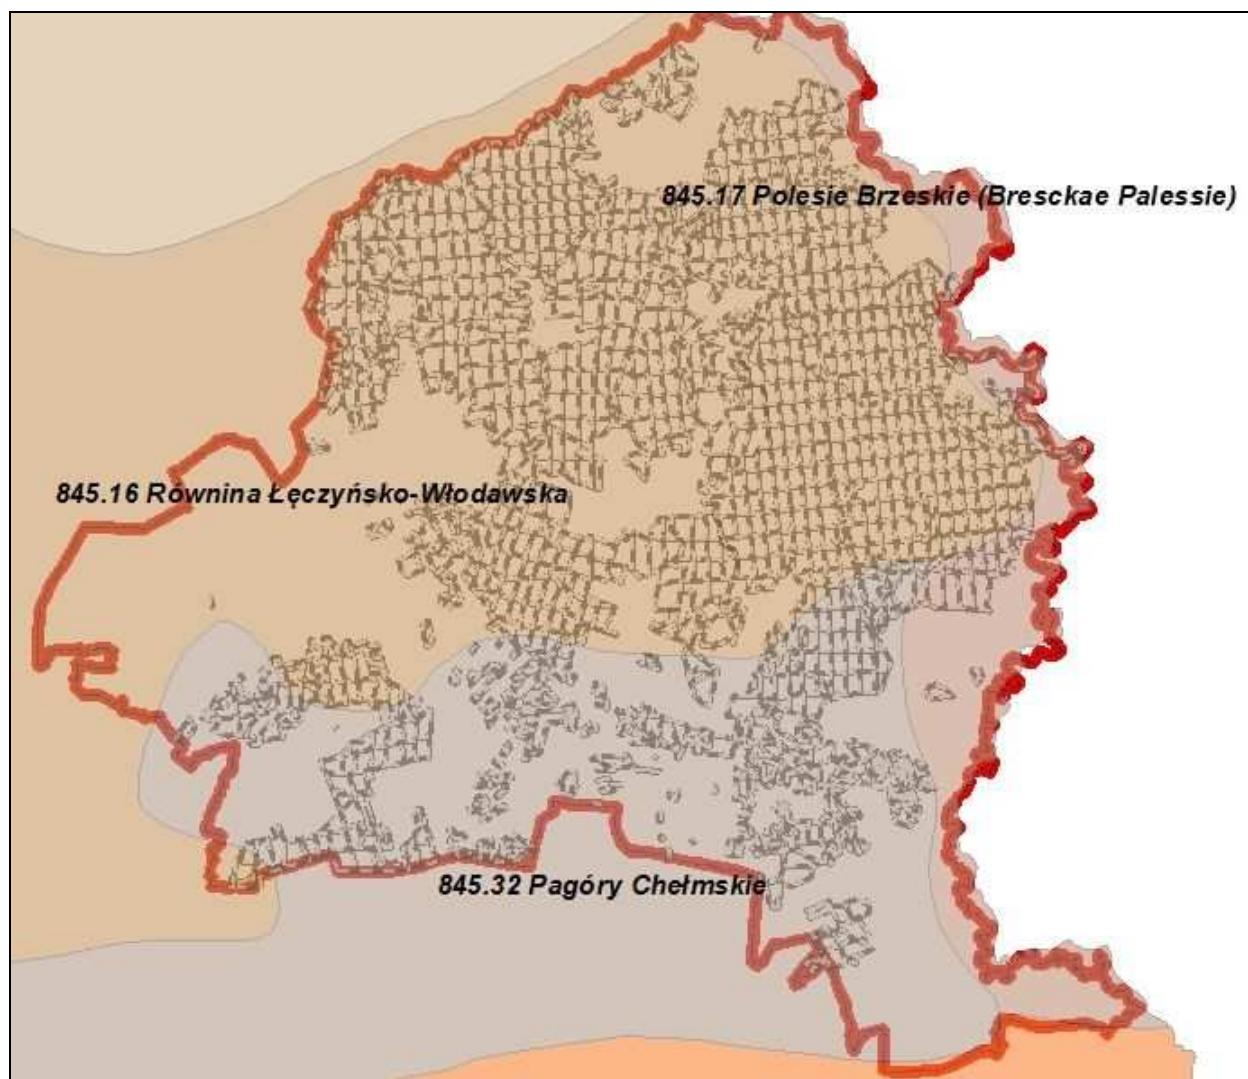 845.17 Polesie Brzeskie (Bresckae Palessie)
845.16 Równina Łęczyńsko-Włodawska
845.32 Pagóry Chełmskie